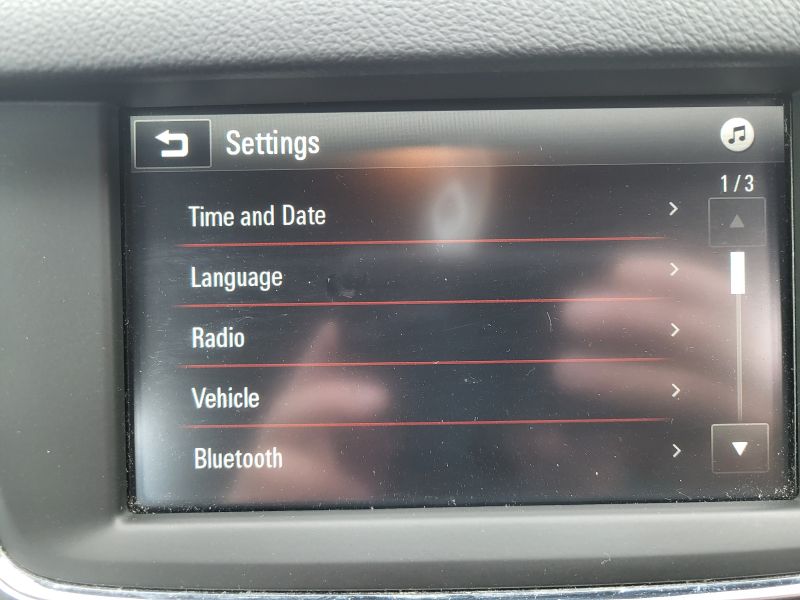 Settings
1 / 3
Time and Date
Language
Radio
Vehicle
Bluetooth